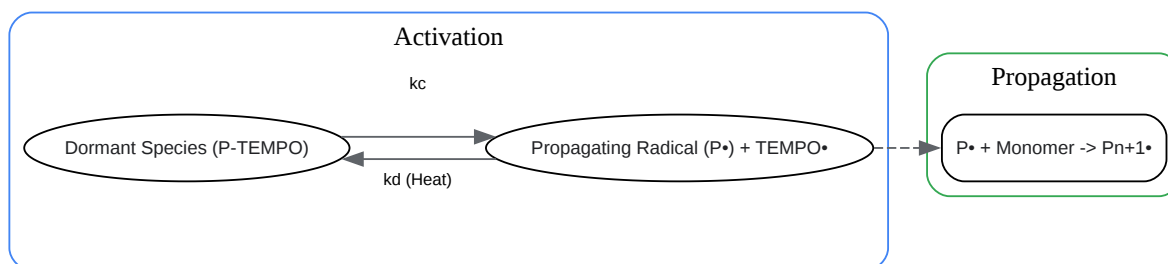 Activation
kc
Dormant Species (P-TEMPO)
Propagating Radical (P•) + TEMPO•
kd (Heat)
Propagation
P• + Monomer -> Pn+1•